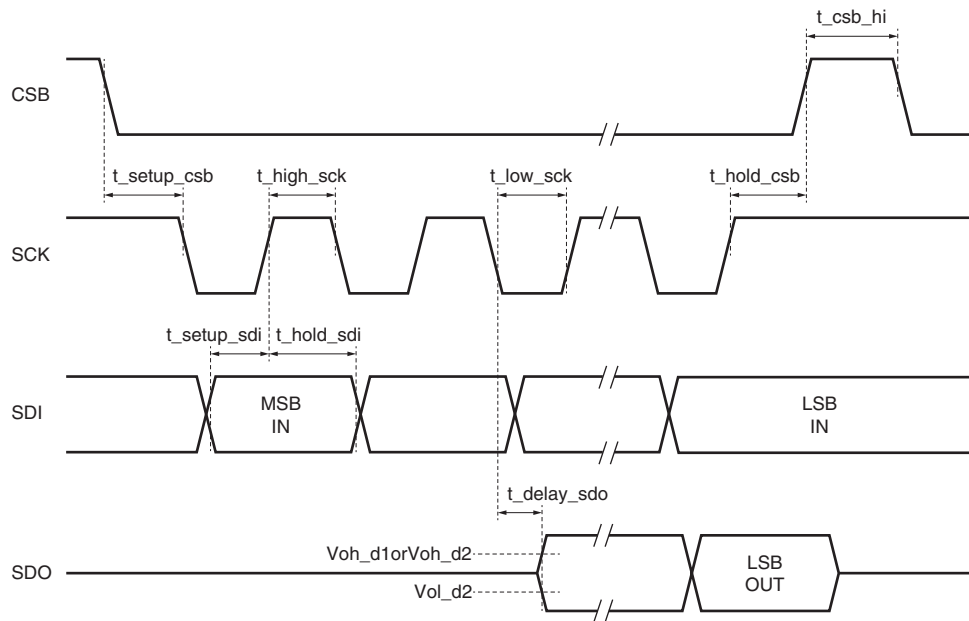 t_csb_hi
CSB
t_setup_csb
t_high_sck
t_low_sck
t_hold_csb
SCK
t_setup_sdi
t_hold_sdi
SDI
MSB
IN
LSB
IN
t_delay_sdo
Voh_d1orVoh_d2
SDO
Vol_d2
LSB
OUT